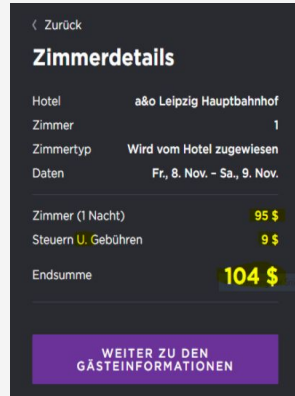 Zurück
Zimmerdetails
Hotel a&o Leipzig Hauptbahnhof
Zimmer 1
Zimmertyp Wird vom Hotel zugewiesen
Daten Fr., 8. Nov. – Sa., 9. Nov.
Zimmer (1 Nacht) 95 $
Steuern U. Gebühren 9 $
Endsumme 104 $
WEITER ZU DEN
GÄSTEINFORMATIONEN